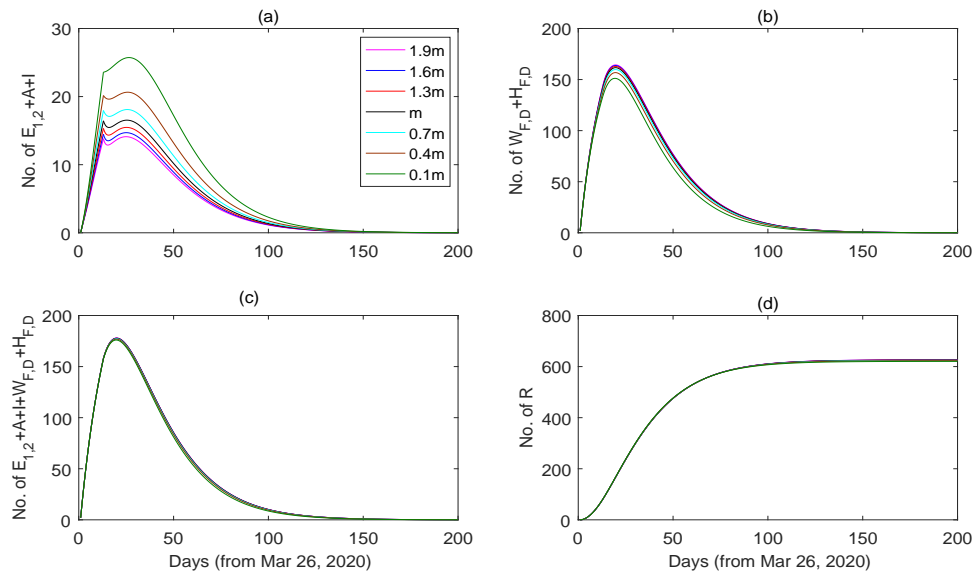 (a)
30
20
10
0
0
50
100
150
200
No. of E1,2+A+I
1.9m
1.6m
1.3m
m
0.7m
0.4m
0.1m
(b)
200
150
100
50
0
0
50
100
150
200
No. of WF,D+HF,D
(c)
200
150
100
50
0
0
50
100
150
200
No. of E1,2+A+I+WF,D+HF,D
Days (from Mar 26, 2020)
(d)
800
600
400
200
0
0
50
100
150
200
No. of R
Days (from Mar 26, 2020)